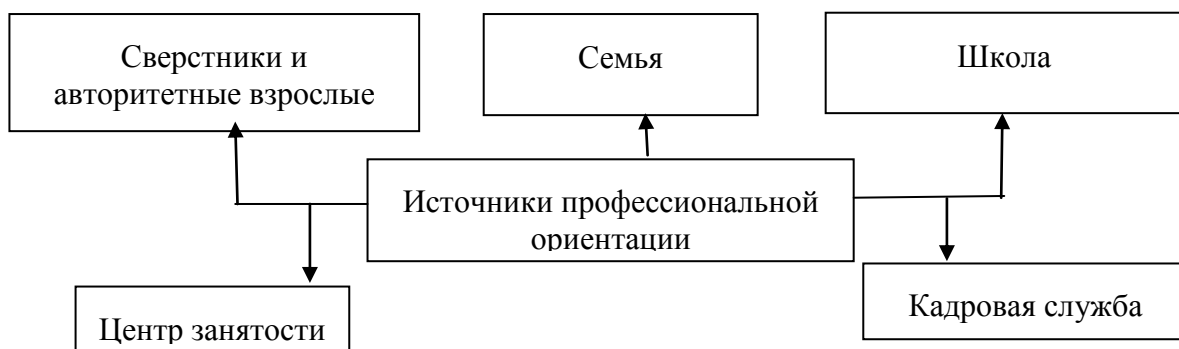 Сверстники и
авторитетные взрослые
Семья
Школа
Источники профессиональной
ориентации
Центр занятости
Кадровая служба